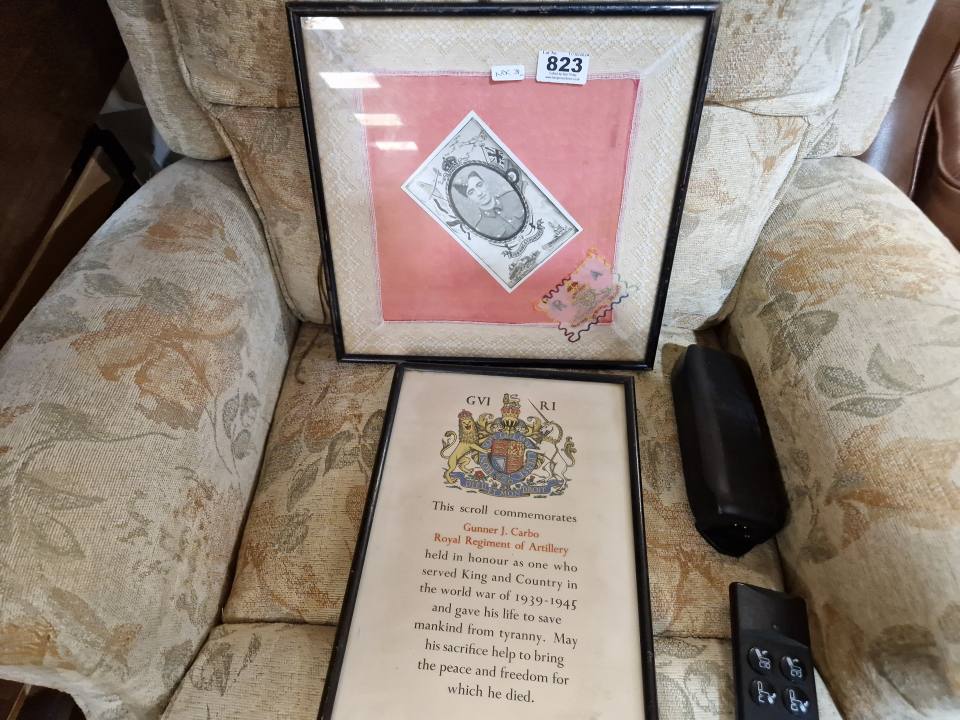 823
R A
GVI RI
This scroll commemorates
Gunner J. Carbo
Royal Regiment of Artillery
held in honour as one who
served King and Country in
the world war of 1939-1945
and gave his life to save
mankind from tyranny. May
his sacrifice help to bring
the peace and freedom for
which he died.